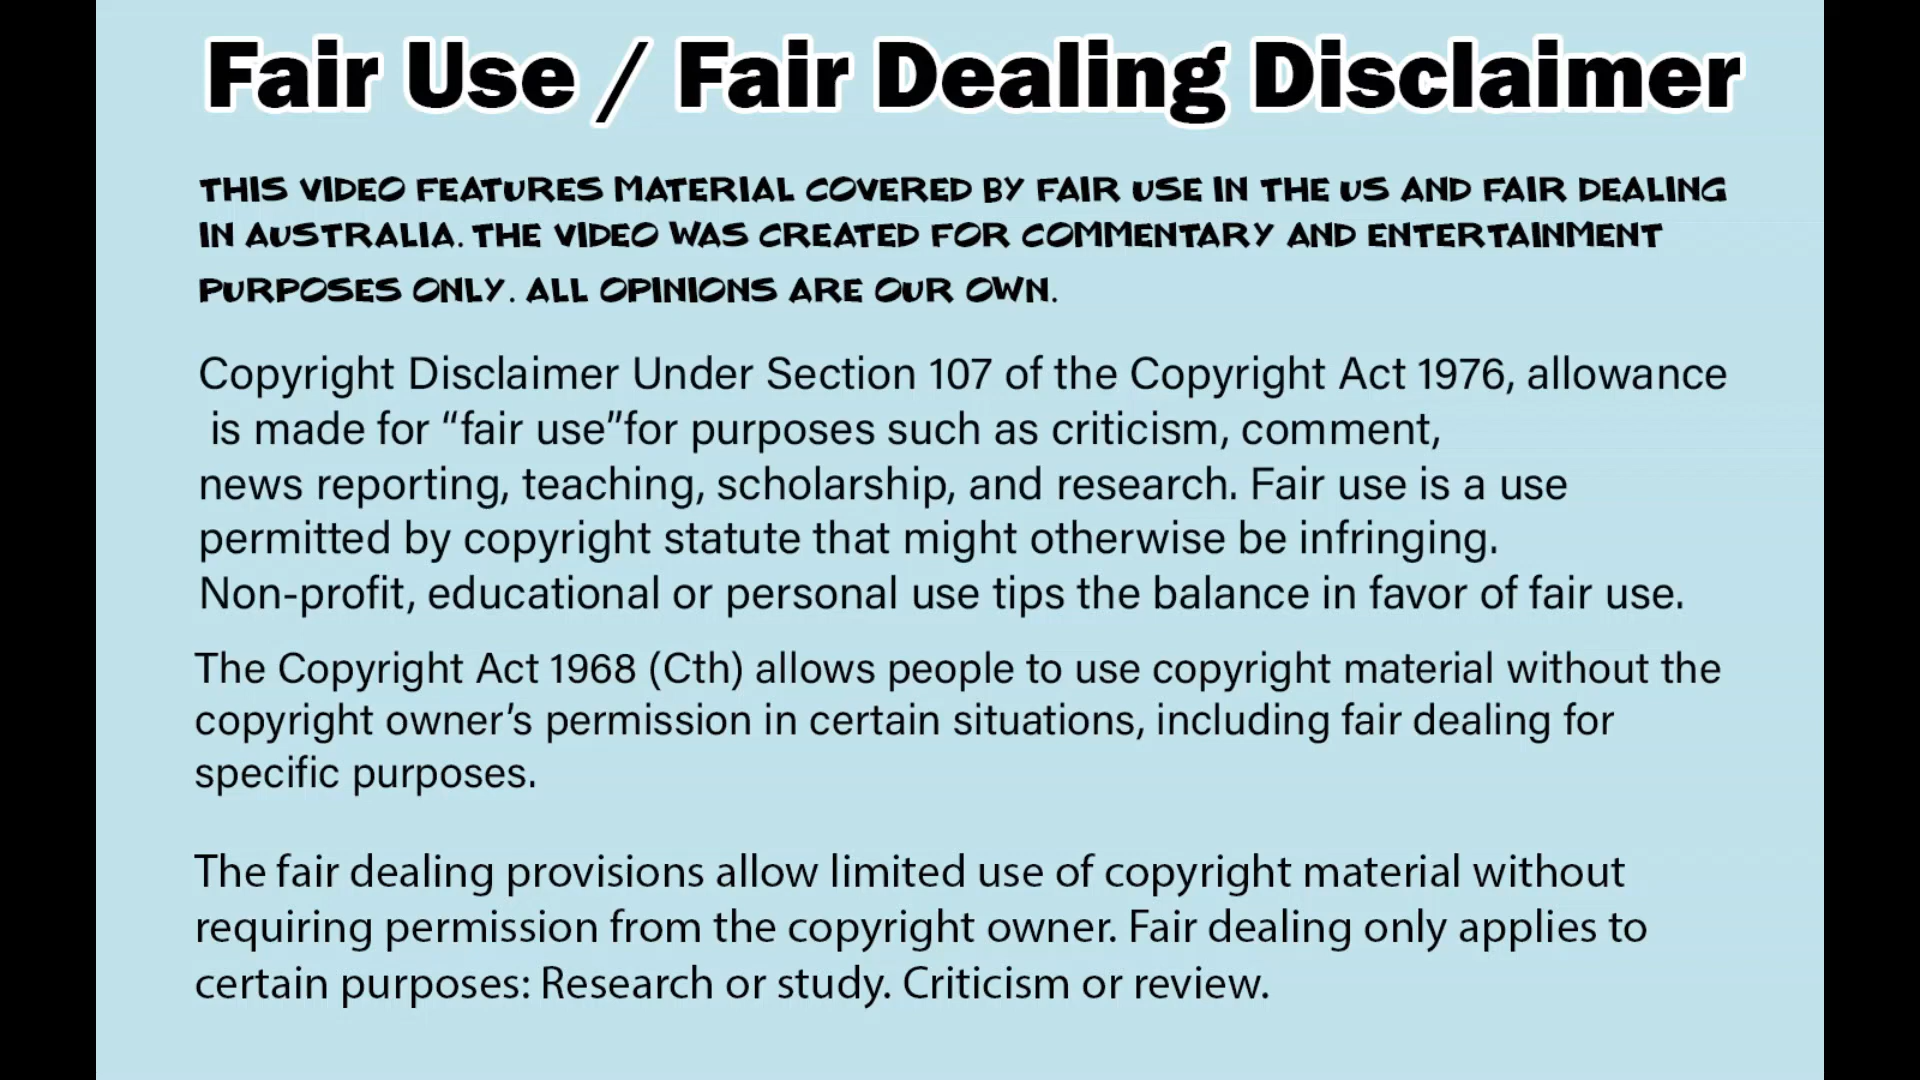 Fair Use / Fair Dealing Disclaimer
THIS VIDEO FEATURES MATERIAL COVERED BY FAIR USE IN THE US AND FAIR DEALING
IN AUSTRALIA. THE VIDEO WAS CREATED FOR COMMENTARY AND ENTERTAINMENT
PURPOSES ONLY. ALL OPINIONS ARE OUR OWN.
Copyright Disclaimer Under Section 107 of the Copyright Act 1976, allowance
is made for “fair use”for purposes such as criticism, comment,
news reporting, teaching, scholarship, and research. Fair use is a use
permitted by copyright statute that might otherwise be infringing.
Non-profit, educational or personal use tips the balance in favor of fair use.
The Copyright Act 1968 (Cth) allows people to use copyright material without the
copyright owner’s permission in certain situations, including fair dealing for
specific purposes.
The fair dealing provisions allow limited use of copyright material without
requiring permission from the copyright owner. Fair dealing only applies to
certain purposes: Research or study. Criticism or review.